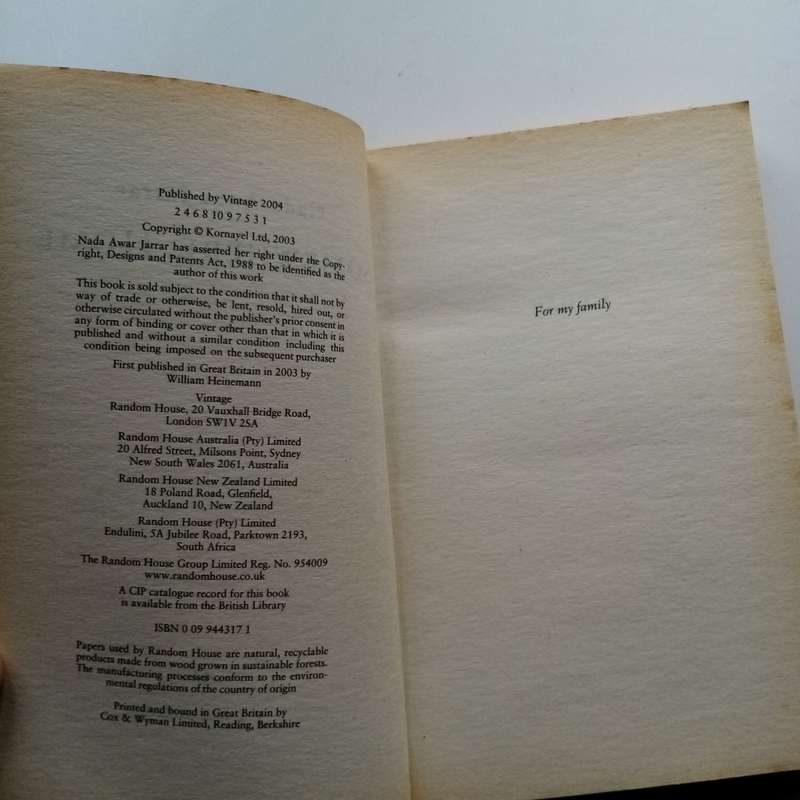 Published by Vintage 2004
2 4 6 8 10 9 7 5 3 1
Copyright © Kornayel Ltd, 2003
Nada Awar Jarrar has asserted her right under the Copy-
right, Designs and Patents Act, 1988 to be identified as the
author of this work
This book is sold subject to the condition that it shall not by
way of trade or otherwise, be lent, resold, hired out, or
otherwise circulated without the publisher's prior consent in
any form of binding or cover other than that in which it is
published and without a similar condition including this
condition being imposed on the subsequent purchaser
First published in Great Britain in 2003 by
William Heinemann
Vintage
Random House, 20 Vauxhall Bridge Road,
London SW1V 2SA
Random House Australia (Pty) Limited
20 Alfred Street, Milsons Point, Sydney
New South Wales 2061, Australia
Random House New Zealand Limited
18 Poland Road, Glenfield,
Auckland 10, New Zealand
Random House (Pty) Limited
Endulini, 5A Jubilee Road, Parktown 2193,
South Africa
The Random House Group Limited Reg. No. 954009
www.randomhouse.co.uk
A CIP catalogue record for this book
is available from the British Library
ISBN 0 09 944317 1
Papers used by Random House are natural, recyclable
products made from wood grown in sustainable forests.
The manufacturing processes conform to the environ-
mental regulations of the country of origin
Printed and bound in Great Britain by
Cox & Wyman Limited, Reading, Berkshire
For my family